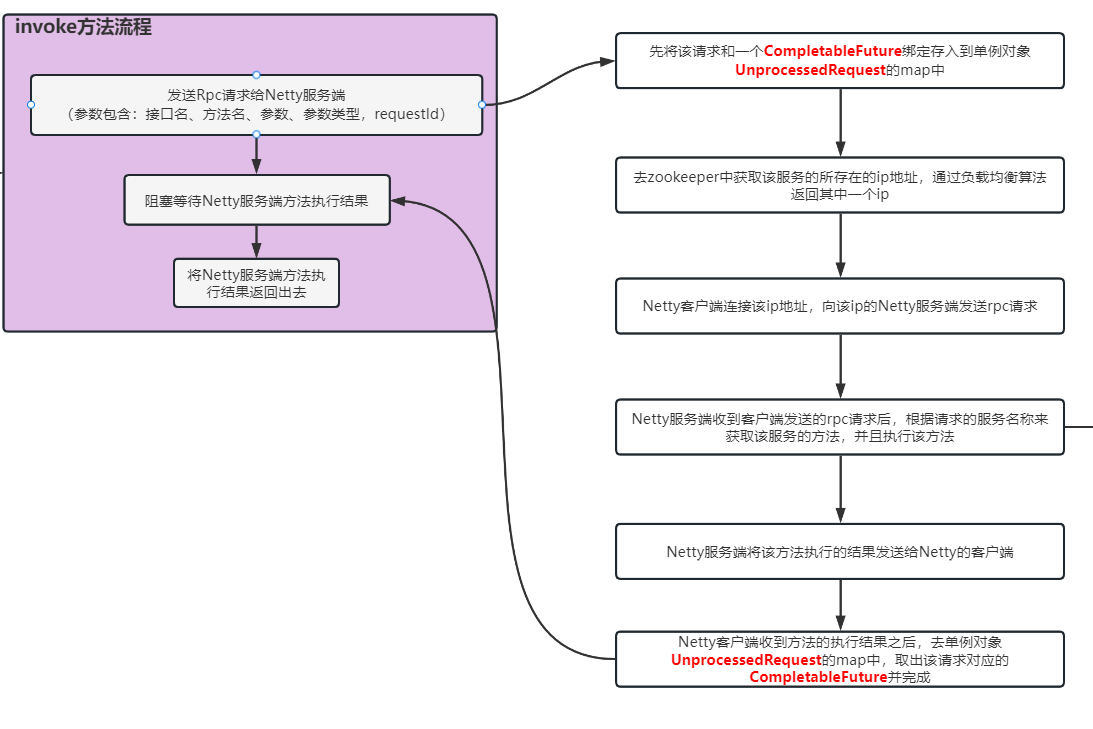 invoke方法流程
发送Rpc请求给Netty服务端
（参数包含：接口名、方法名、参数、参数类型，requestId）
阻塞等待Netty服务端方法执行结果
将Netty服务端方法执
行结果返回出去
先将该请求和一个CompletableFuture绑定存入到单例对象
UnprocessedRequest的map中
去zookeeper中获取该服务的所存在的ip地址，通过负载均衡算法
返回其中一个ip
Netty客户端连接该ip地址，向该ip的Netty服务端发送rpc请求
Netty服务端收到客户端发送的rpc请求后，根据请求的服务名称来
获取该服务的方法，并且执行该方法
Netty服务端将该方法执行的结果发送给Netty的客户端
Netty客户端收到方法的执行结果之后，去单例对象
UnprocessedRequest的map中，取出该请求对应的
CompletableFuture并完成